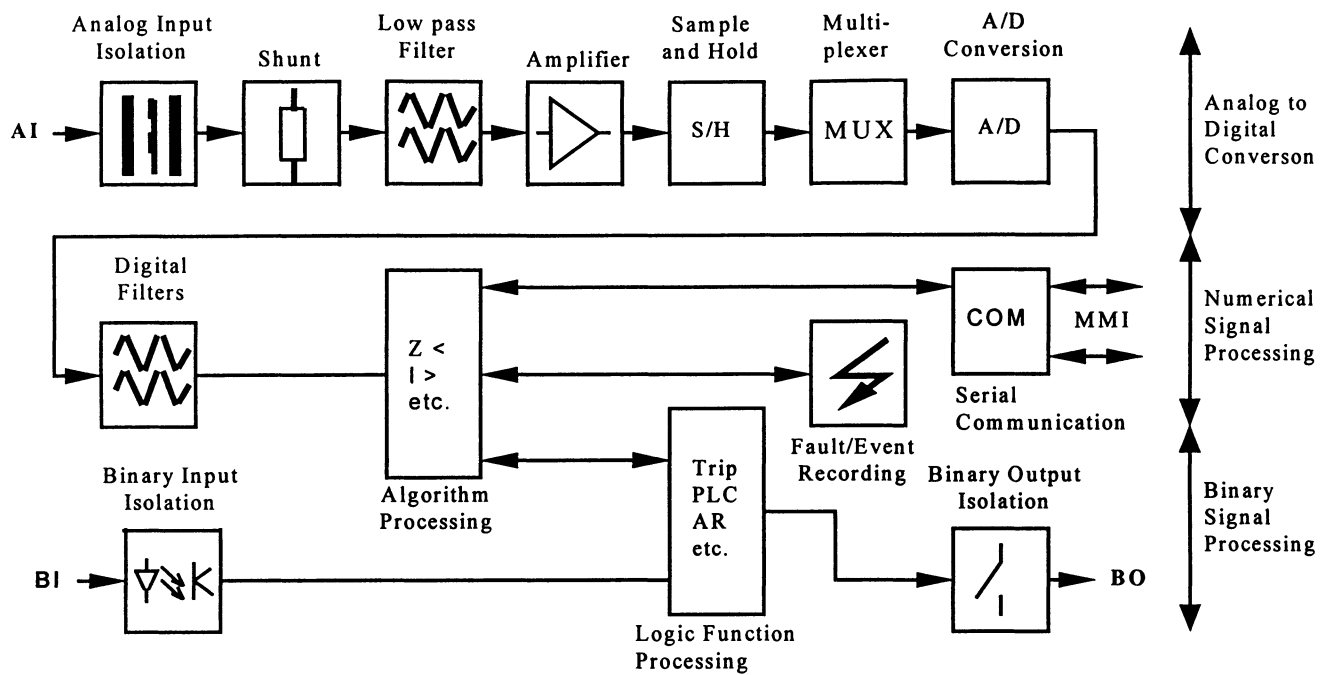 Analog Input
Isolation
Shunt
Low pass
Filter
Amplifier
Sample
and Hold
Multi-
plexer
A/D
Conversion
AI
S/H
MUX
A/D
Analog to
Digital
Converson
Digital
Filters
Z <
I >
etc.
Algorithm
Processing
COM
MMI
Serial
Communication
Fault/Event
Recording
Numerical
Signal
Processing
Binary Input
Isolation
BI
Trip
PLC
AR
etc.
Logic Function
Processing
Binary Output
Isolation
BO
Binary
Signal
Processing